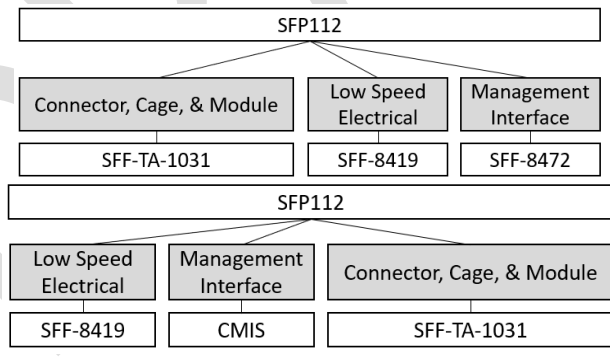 SFP112
Connector, Cage, & Module
Low Speed
Electrical
Management
Interface
SFF-TA-1031
SFF-8419
SFF-8472
SFP112
Low Speed
Electrical
Management
Interface
Connector, Cage, & Module
SFF-8419
CMIS
SFF-TA-1031